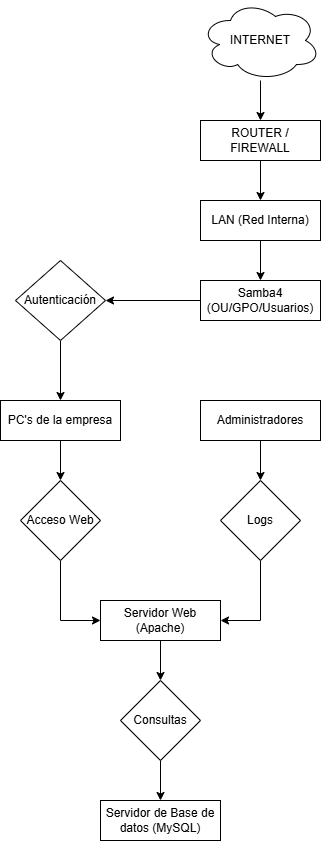 INTERNET
ROUTER /
FIREWALL
LAN (Red Interna)
Samba4
(OU/GPO/Usuarios)
Autenticación
PC's de la empresa
Administradores
Acceso Web
Logs
Servidor Web
(Apache)
Consultas
Servidor de Base de
datos (MySQL)